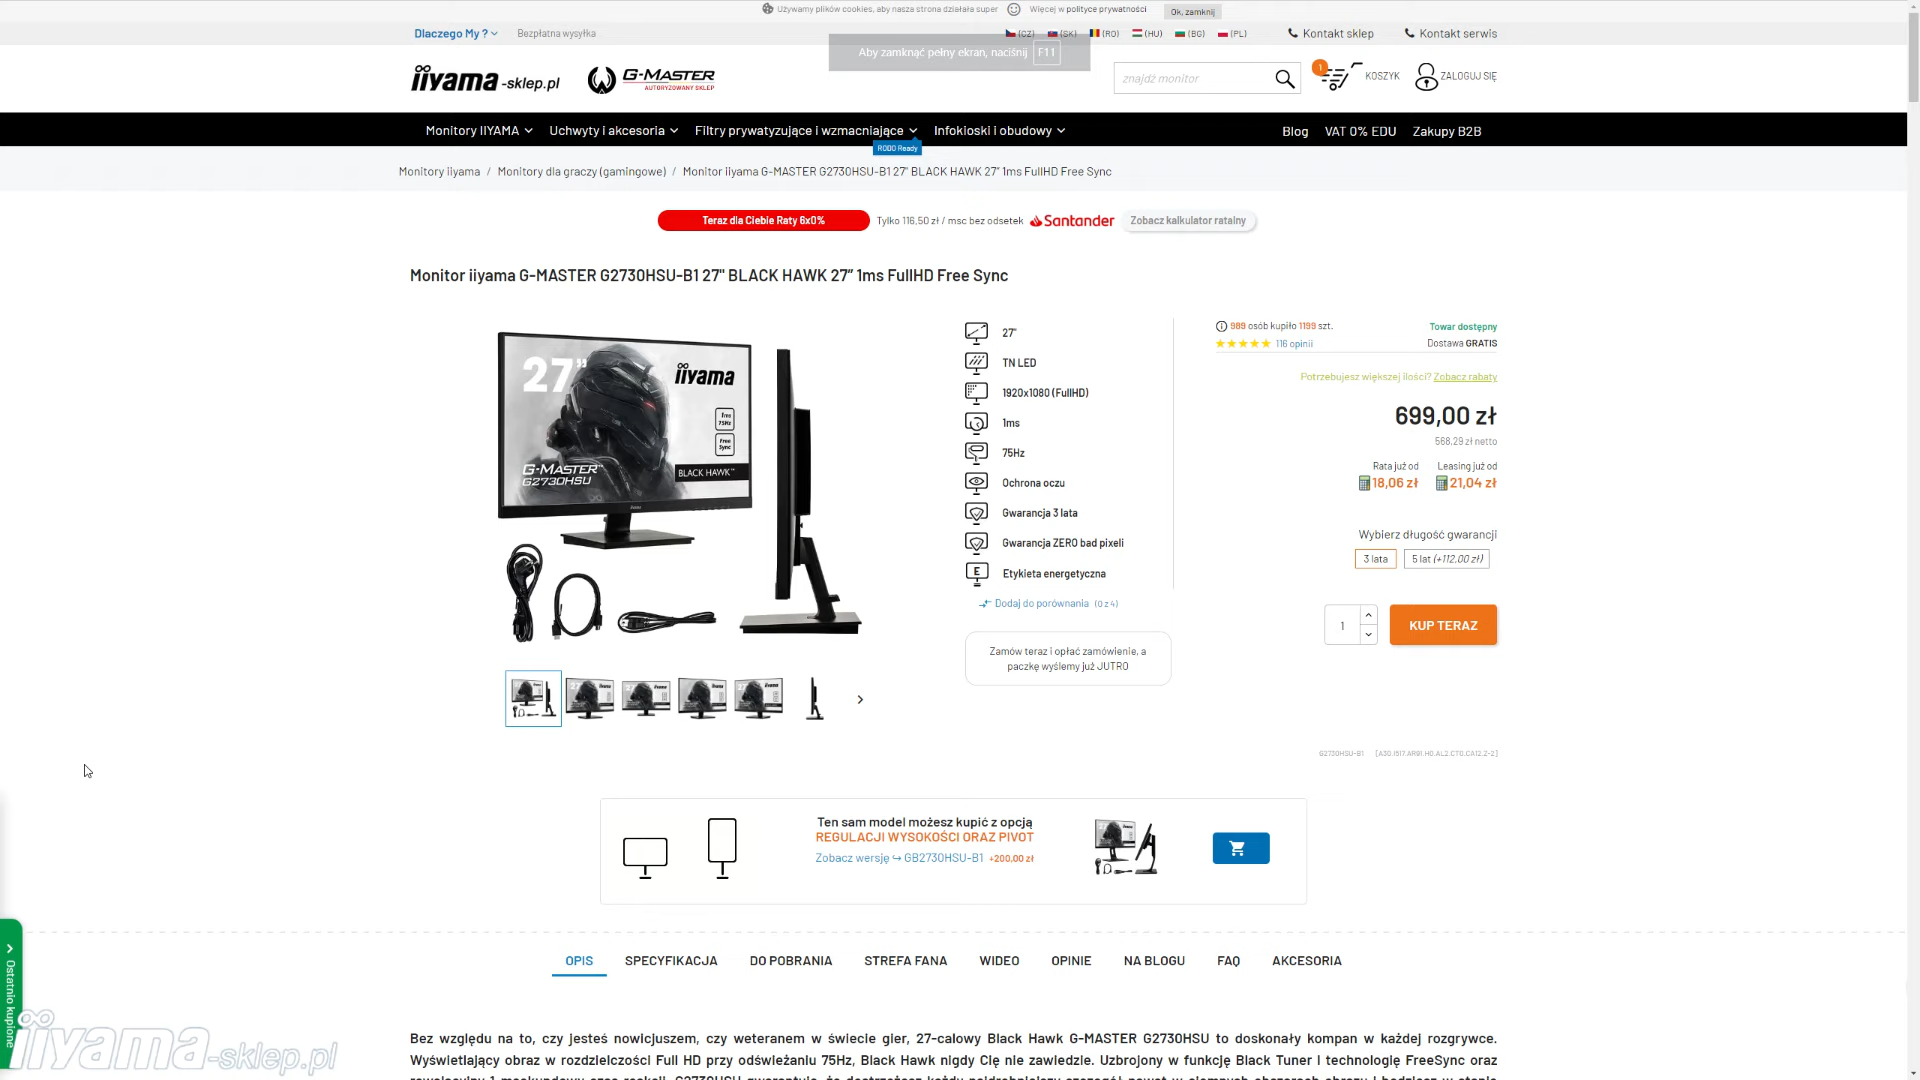 Używamy plików cookies, aby nasza strona działała super Więcej w polityce prywatności Ok, zamknij
Dlaczego My ? Bezpłatna wysyłka (CZ) (SK) (RO) (HU) (BG) (PL) Kontakt sklep Kontakt serwis
Aby zamknąć pełny ekran, naciśnij F11
iiyama-sklep.pl G-MASTER AUTORYZOWANY SKLEP znajdź monitor 1 KOSZYK ZALOGUJ SIĘ
Monitory IIYAMA Uchwyty i akcesoria Filtry prywatyzujące i wzmacniające Infokioski i obudowy Blog VAT 0% EDU Zakupy B2B
RODO Ready
Monitory iiyama / Monitory dla graczy (gamingowe) / Monitor iiyama G-MASTER G2730HSU-B1 27" BLACK HAWK 27” 1ms FullHD Free Sync
Teraz dla Ciebie Raty 6x0% Tylko 116,50 zł / msc bez odsetek Santander Zobacz kalkulator ratalny
Monitor iiyama G-MASTER G2730HSU-B1 27" BLACK HAWK 27” 1ms FullHD Free Sync
27”
iiyama
1ms
75Hz
Free
Sync
G-MASTER
G2730HSU
BLACK HAWK™
27"
TN LED
1920x1080 (FullHD)
1ms
75Hz
Ochrona oczu
Gwarancja 3 lata
Gwarancja ZERO bad pixeli
E Etykieta energetyczna
Dodaj do porównania (0 z 4)
Zamów teraz i opłać zamówienie, a
paczkę wyślemy już JUTRO
989 osób kupiło 1199 szt. Towar dostępny
116 opinii Dostawa GRATIS
Potrzebujesz większej ilości? Zobacz rabaty
699,00 zł
568,29 zł netto
Rata już od Leasing już od
18,06 zł 21,04 zł
Wybierz długość gwarancji
3 lata 5 lat (+112,00 zł)
1 KUP TERAZ
G2730HSU-B1
Ten sam model możesz kupić z opcją
REGULACJI WYSOKOŚCI ORAZ PIVOT
Zobacz wersję ↪ GB2730HSU-B1 +200,00 zł
Ostatnio kupione
OPIS SPECYFIKACJA DO POBRANIA STREFA FANA WIDEO OPINIE NA BLOGU FAQ AKCESORIA
Bez względu na to, czy jesteś nowicjuszem, czy weteranem w świecie gier, 27-calowy Black Hawk G-MASTER G2730HSU to doskonały kompan w każdej rozgrywce.
Wyświetlający obraz w rozdzielczości Full HD przy odświeżaniu 75Hz, Black Hawk nigdy Cię nie zawiedzie. Uzbrojony w funkcję Black Tuner i technologię FreeSync oraz
iiyama-sklep.pl